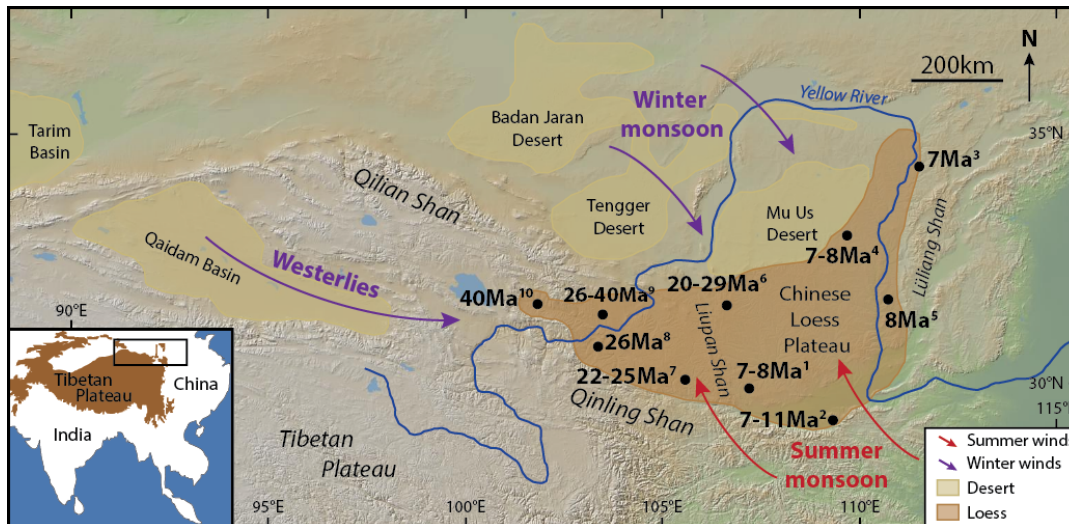 N
200km
Yellow River
Winter
monsoon
Badan Jaran
Desert
Tarim
Basin
35°N
7Ma³
Qilian Shan
Tengger
Desert
Mu Us
Desert
Lüliang Shan
Qaidam Basin
Westerlies
7-8Ma⁴
20-29Ma⁶
40Ma¹⁰
26-40Ma⁹
Chinese
Loess
Plateau
90°E
Liupan Shan
8Ma⁵
26Ma⁸
22-25Ma⁷
7-8Ma¹
30°N
Qinling Shan
7-11Ma²
115°
Tibetan
Plateau
China
India
Tibetan
Plateau
Summer
monsoon
Summer winds
Winter winds
Desert
Loess
95°E
100°E
105°E
110°E